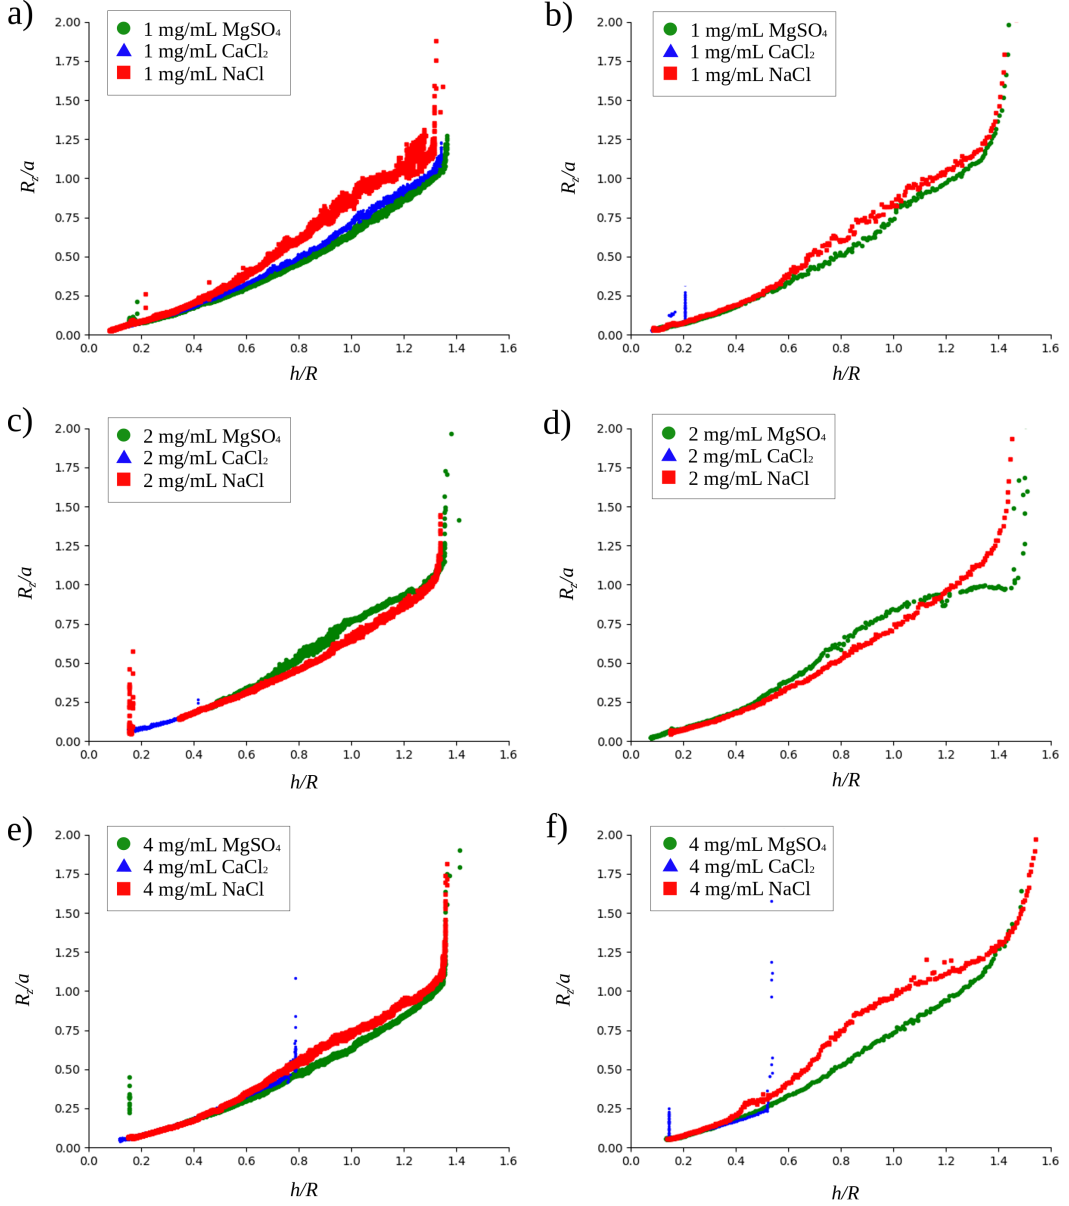 a)
1 mg/mL MgSO₄
1 mg/mL CaCl₂
1 mg/mL NaCl
2.00
1.75
1.50
1.25
1.00
0.75
0.50
0.25
0.00
R_z/a
0.0 0.2 0.4 0.6 0.8 1.0 1.2 1.4 1.6
h/R
b)
1 mg/mL MgSO₄
1 mg/mL CaCl₂
1 mg/mL NaCl
2.00
1.75
1.50
1.25
1.00
0.75
0.50
0.25
0.00
R_z/a
0.0 0.2 0.4 0.6 0.8 1.0 1.2 1.4 1.6
h/R
c)
2 mg/mL MgSO₄
2 mg/mL CaCl₂
2 mg/mL NaCl
2.00
1.75
1.50
1.25
1.00
0.75
0.50
0.25
0.00
R_z/a
0.0 0.2 0.4 0.6 0.8 1.0 1.2 1.4 1.6
h/R
d)
2 mg/mL MgSO₄
2 mg/mL CaCl₂
2 mg/mL NaCl
2.00
1.75
1.50
1.25
1.00
0.75
0.50
0.25
0.00
R_z/a
0.0 0.2 0.4 0.6 0.8 1.0 1.2 1.4 1.6
h/R
e)
4 mg/mL MgSO₄
4 mg/mL CaCl₂
4 mg/mL NaCl
2.00
1.75
1.50
1.25
1.00
0.75
0.50
0.25
0.00
R_z/a
0.0 0.2 0.4 0.6 0.8 1.0 1.2 1.4 1.6
h/R
f)
4 mg/mL MgSO₄
4 mg/mL CaCl₂
4 mg/mL NaCl
2.00
1.75
1.50
1.25
1.00
0.75
0.50
0.25
0.00
R_z/a
0.0 0.2 0.4 0.6 0.8 1.0 1.2 1.4 1.6
h/R